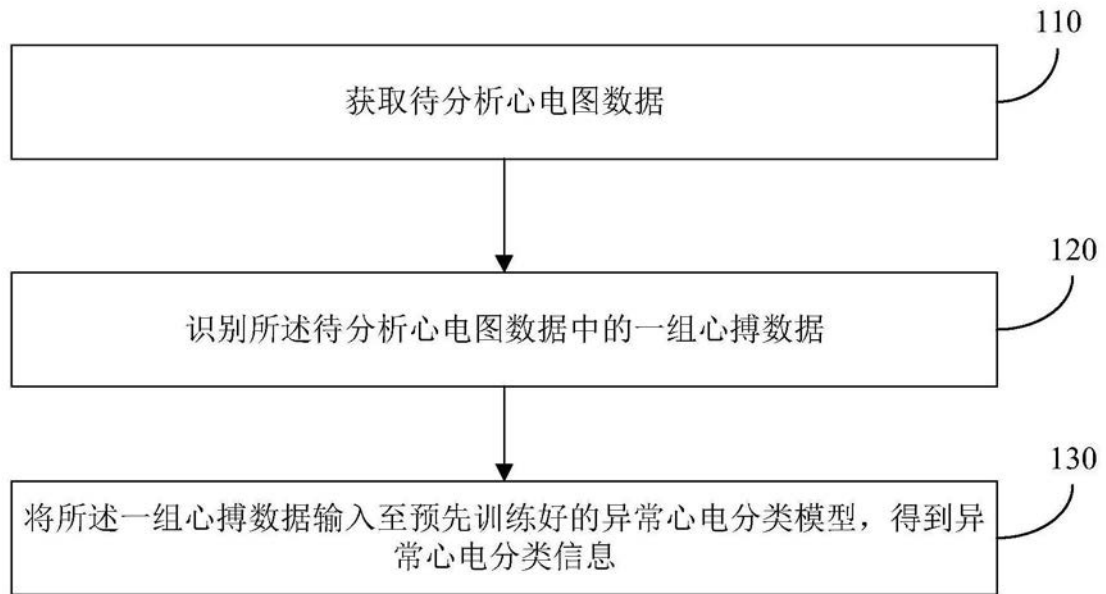 110
获取待分析心电图数据
120
识别所述待分析心电图数据中的一组心搏数据
130
将所述一组心搏数据输入至预先训练好的异常心电分类模型，得到异
常心电分类信息